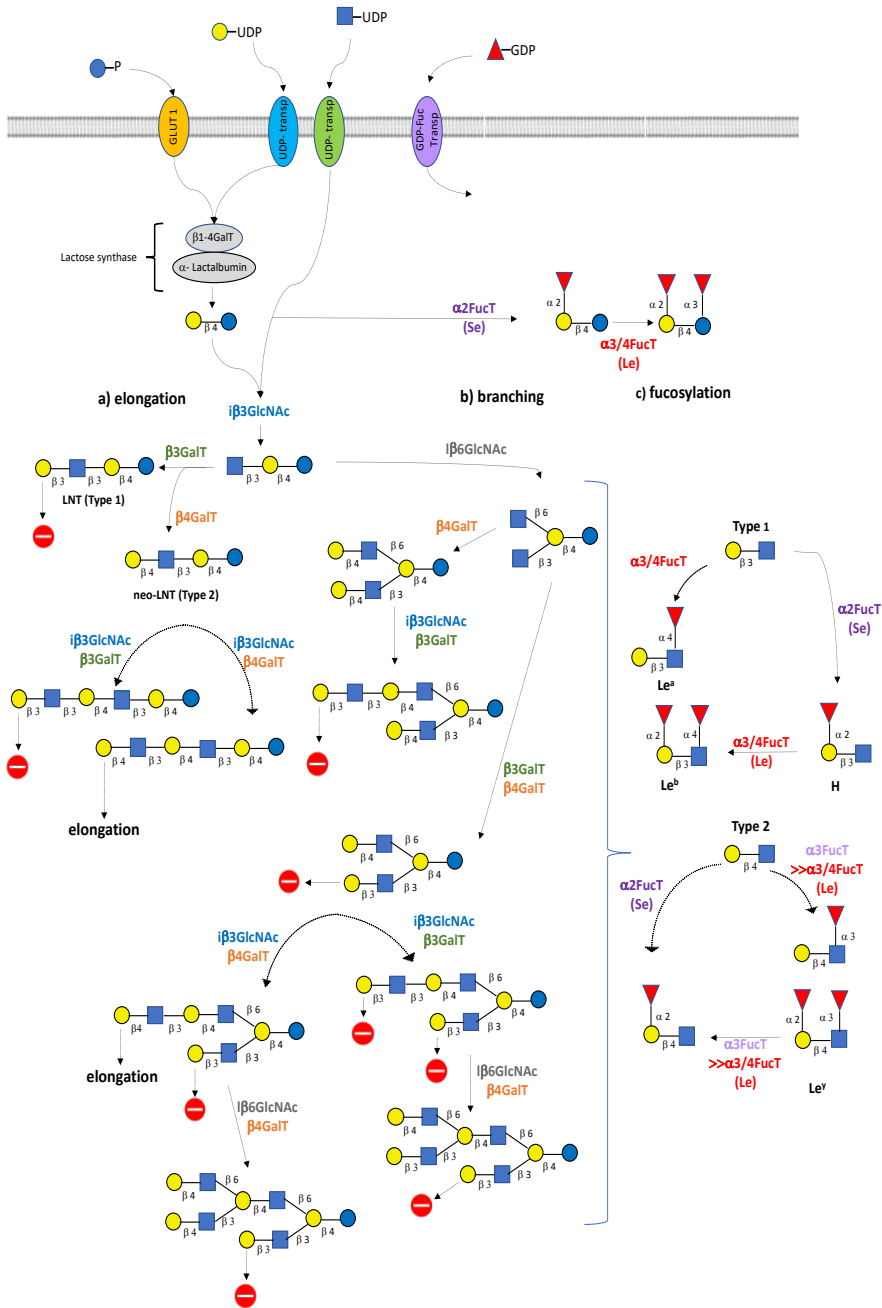 UDP
UDP
P
GDP
GLUT 1
UDP- transp
UDP- transp
GDP-Fuc
Transp
Lactose synthase
β1-4GalT
α- Lactalbumin
β 4
α2FucT
(Se)
α 2
β 4
α3/4FucT
(Le)
α 2
α 3
β 4
a) elongation
b) branching
c) fucosylation
iβ3GlcNAc
β3GalT
Iβ6GlcNAc
β 3
β 3
β 4
LNT (Type 1)
β 3
β 4
β4GalT
β 4
β 3
β 4
neo-LNT (Type 2)
β4GalT
β 6
β 3
β 4
β 6
β 4
β 4
β 3
β 4
iβ3GlcNAc
β3GalT
iβ3GlcNAc
β4GalT
iβ3GlcNAc
β3GalT
β 3
β 3
β 4
β 3
β 4
β 4
β 3
β 4
β 3
β 4
elongation
β 6
β 3
β 3
β 4
β 4
β 3
β 4
β3GalT
β4GalT
β 6
β 4
β 3
β 3
β 4
iβ3GlcNAc
β4GalT
iβ3GlcNAc
β3GalT
β 6
β4
β 3
β 4
β 3
β 3
β 4
elongation
β 6
β 3
β 3
β 4
β 3
β 3
β 4
Iβ6GlcNAc
β4GalT
Iβ6GlcNAc
β4GalT
β 6
β 4
β 6
β 4
β 4
β 3
β 3
β 3
β 4
β 6
β 4
β 6
β 4
β 3
β 3
β 3
β 4
β 4
Type 1
β 3
α3/4FucT
α2FucT
(Se)
α 4
β 3
Leᵃ
α 2
α 4
β 3
Leᵇ
α3/4FucT
(Le)
α 2
β 3
H
Type 2
β 4
α2FucT
(Se)
α3FucT
>>α3/4FucT
(Le)
α 3
β 4
α 2
β 4
α3FucT
>>α3/4FucT
(Le)
α 2
α 3
β 4
Leʸ